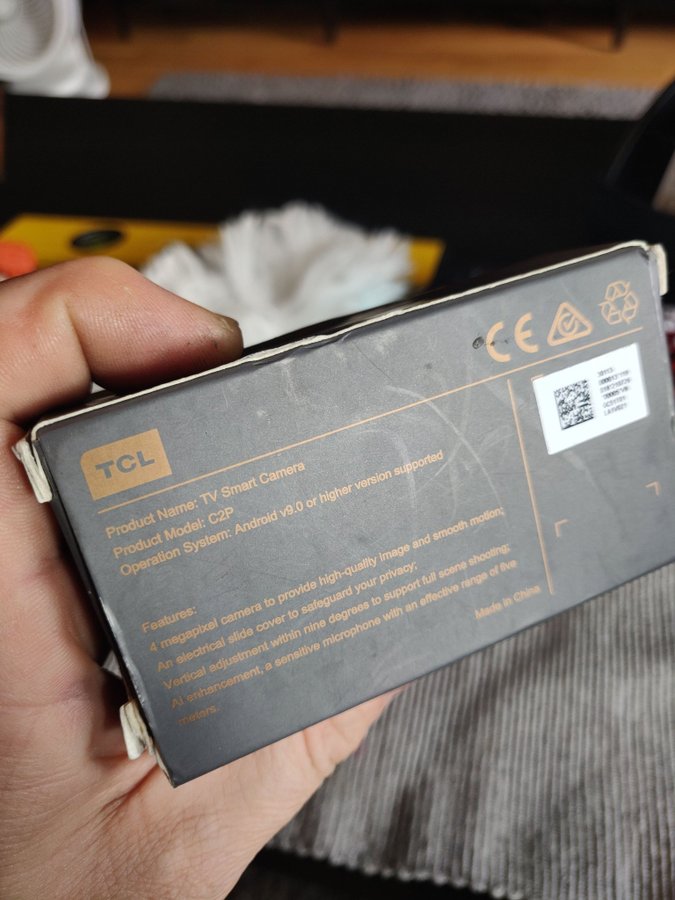 TCL
Product Name: TV Smart Camera
Product Model: C2P
Operation System: Android v9.0 or higher version supported
Features:
4 megapixel camera to provide high-quality image and smooth motion;
An electrical slide cover to safeguard your privacy;
Vertical adjustment within nine degrees to support full scene shooting;
AI enhancement, a sensitive microphone with an effective range of five
meters.
Made in China
CE